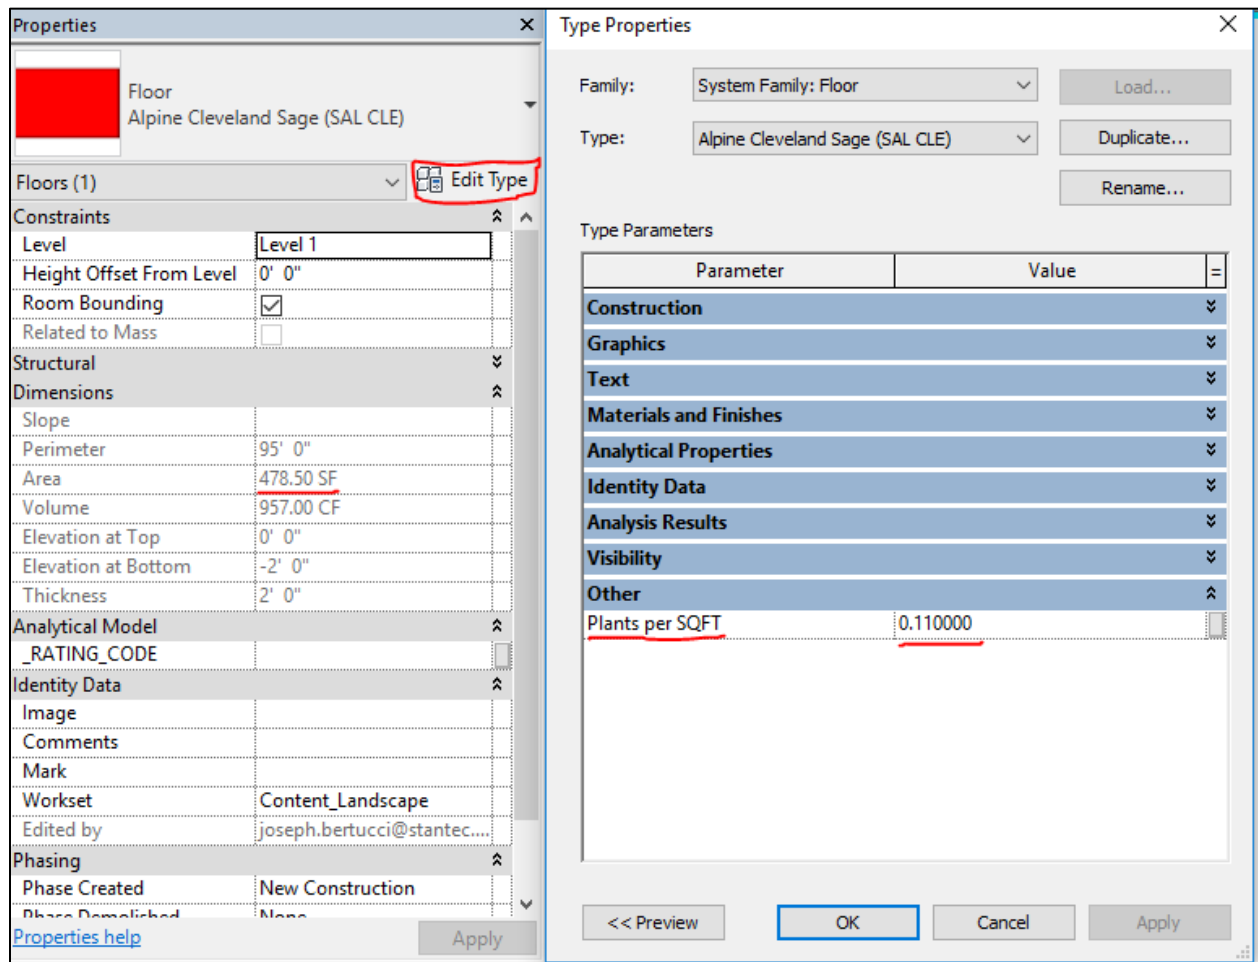 Properties
Floor
Alpine Cleveland Sage (SAL CLE)
Floors (1)
Edit Type
Constraints
Level Level 1
Height Offset From Level 0' 0"
Room Bounding
Related to Mass
Structural
Dimensions
Slope
Perimeter 95' 0"
Area 478.50 SF
Volume 957.00 CF
Elevation at Top 0' 0"
Elevation at Bottom -2' 0"
Thickness 2' 0"
Analytical Model
_RATING_CODE
Identity Data
Image
Comments
Mark
Workset Content_Landscape
Edited by joseph.bertucci@stantec....
Phasing
Phase Created New Construction
Phase Demolished None
Properties help
Apply
Type Properties
Family: System Family: Floor Load...
Type: Alpine Cleveland Sage (SAL CLE) Duplicate...
Rename...
Type Parameters
Parameter Value =
Construction
Graphics
Text
Materials and Finishes
Analytical Properties
Identity Data
Analysis Results
Visibility
Other
Plants per SQFT 0.110000
<< Preview OK Cancel Apply